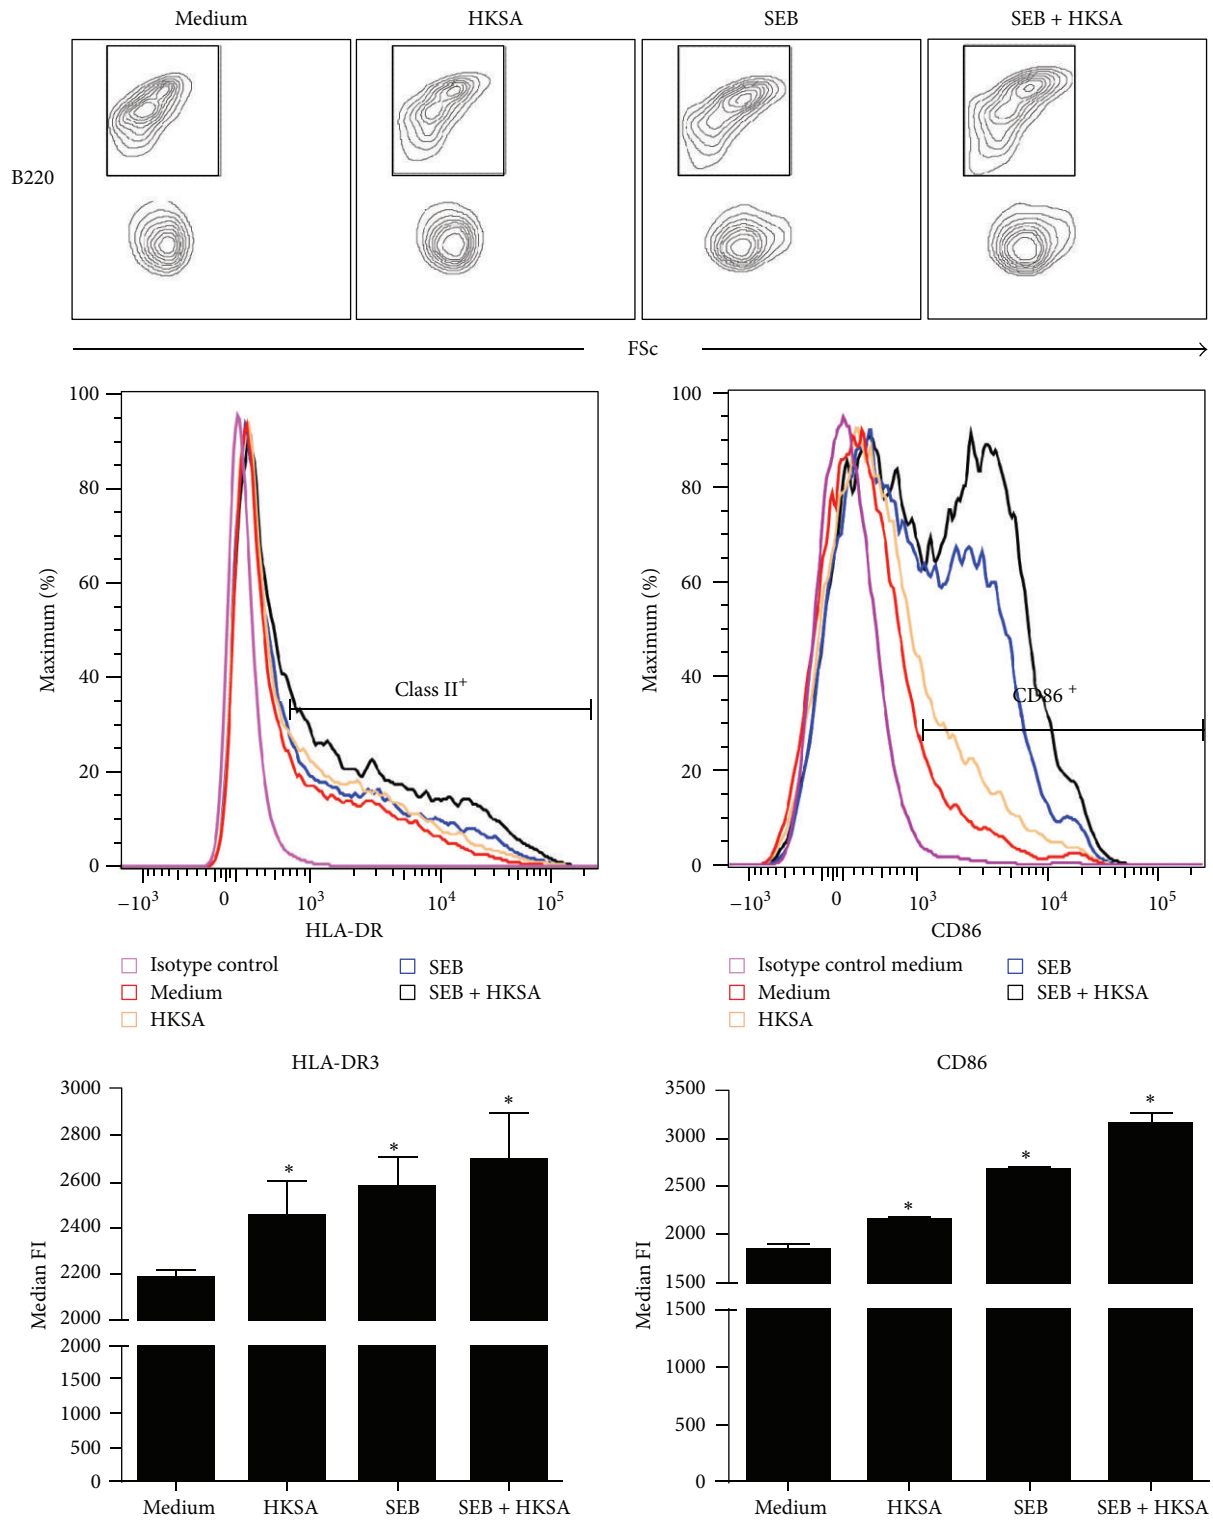 Medium HKSA SEB SEB + HKSA
B220
FSc
100
80
60
40
20
0
Maximum (%)
Class II+
−10³ 0 10³ 10⁴ 10⁵
HLA-DR
Isotype control
Medium
HKSA
SEB
SEB + HKSA
100
80
60
40
20
0
Maximum (%)
CD86 +
−10³ 0 10³ 10⁴ 10⁵
CD86
Isotype control medium
Medium
HKSA
SEB
SEB + HKSA
HLA-DR3
3000
2800
2600
2400
2200
2000
2000
1500
1000
500
0
Median FI
* * *
Medium HKSA SEB SEB + HKSA
CD86
3500
3000
2500
2000
1500
1500
1000
500
0
Median FI
* * *
Medium HKSA SEB SEB + HKSA